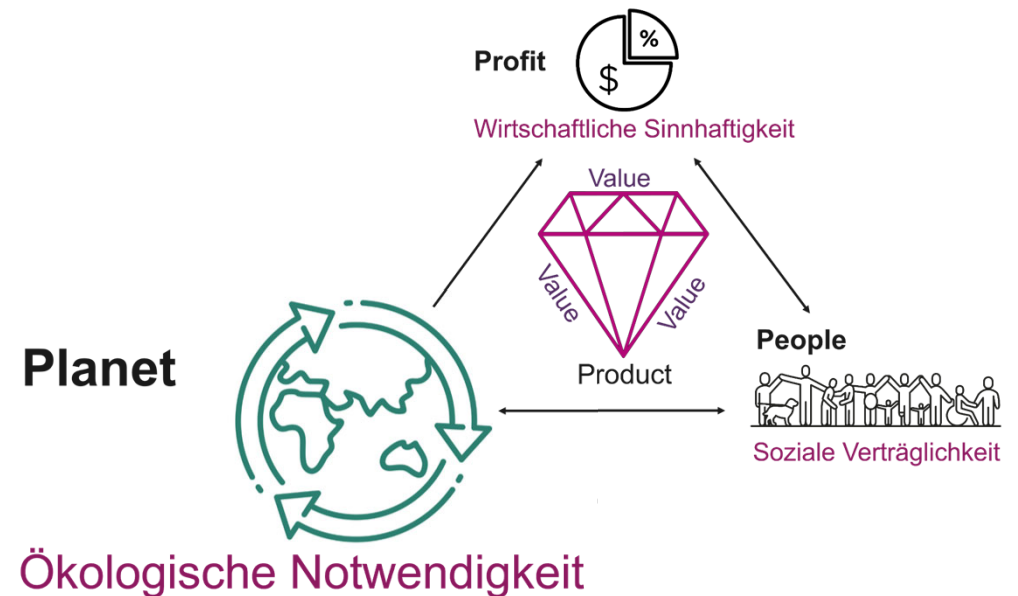 Profit
%
$
Wirtschaftliche Sinnhaftigkeit
Value
Value
Value
Product
Planet
People
Soziale Verträglichkeit
Ökologische Notwendigkeit